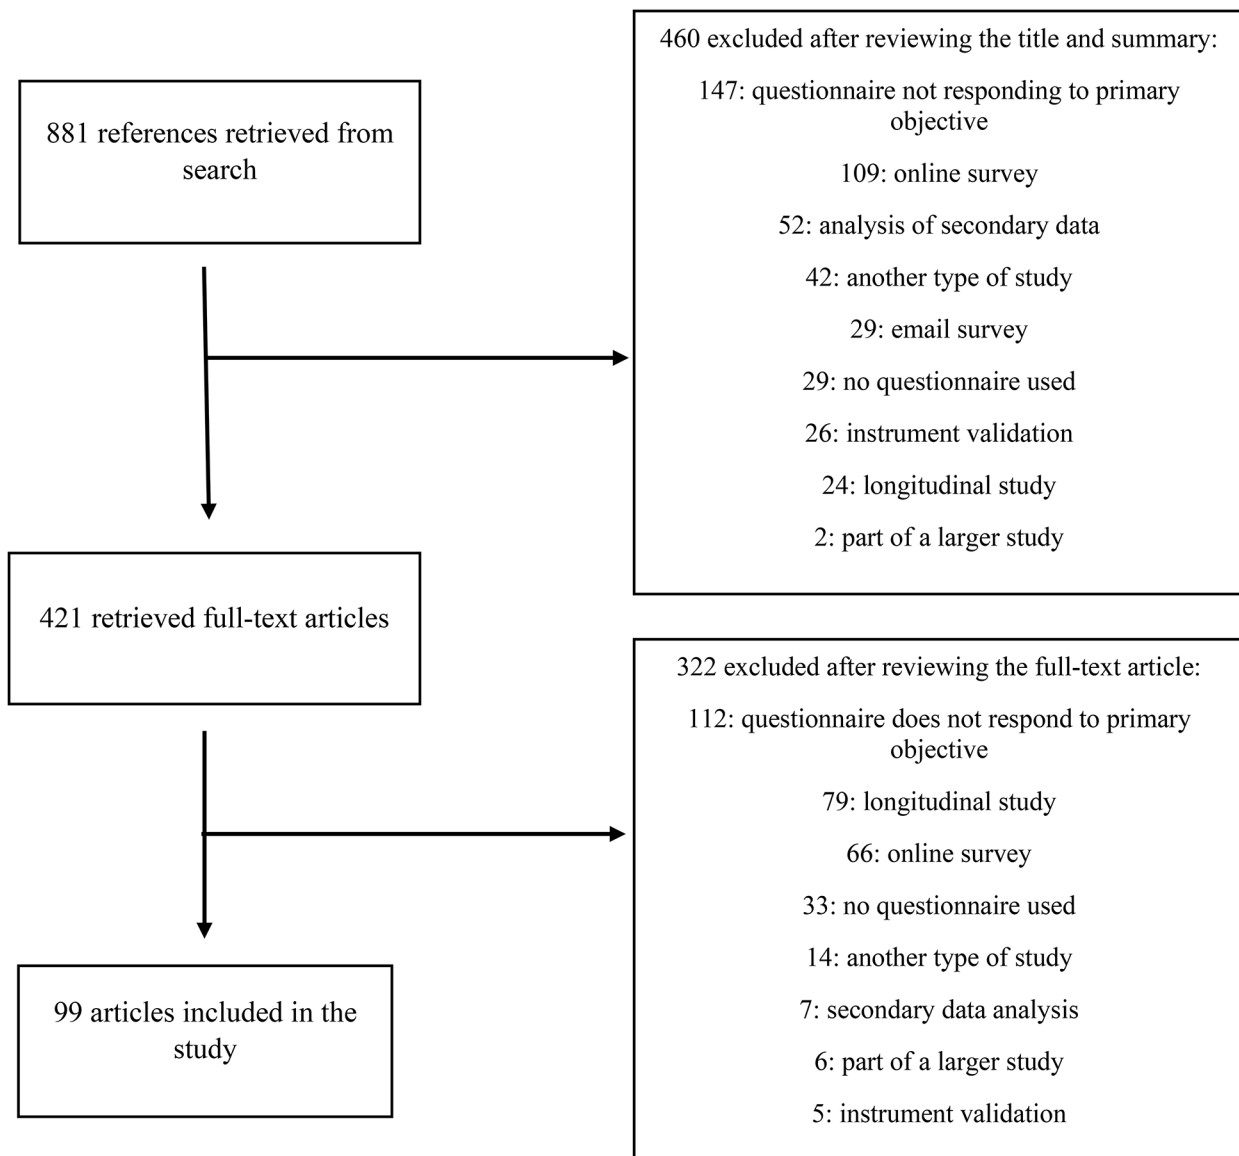 881 references retrieved from
search
460 excluded after reviewing the title and summary:
147: questionnaire not responding to primary
objective
109: online survey
52: analysis of secondary data
42: another type of study
29: email survey
29: no questionnaire used
26: instrument validation
24: longitudinal study
2: part of a larger study
421 retrieved full-text articles
322 excluded after reviewing the full-text article:
112: questionnaire does not respond to primary
objective
79: longitudinal study
66: online survey
33: no questionnaire used
14: another type of study
7: secondary data analysis
6: part of a larger study
5: instrument validation
99 articles included in the
study